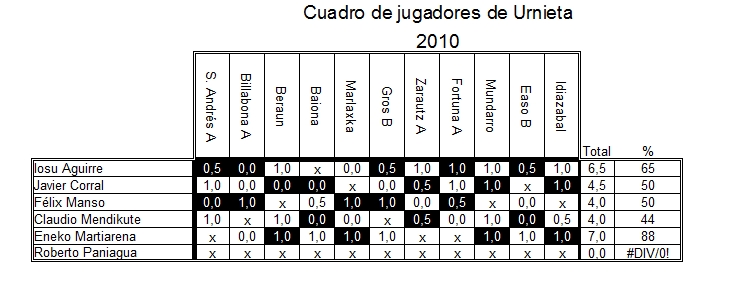 Cuadro de jugadores de Urnieta
2010
S. Andrés A Billabona A Beraun Baiona Marlaxka Gros B Zarautz A Fortuna A Mundarro Easo B Idiazabal Total %
Iosu Aguirre 0,5 0,0 1,0 x 0,0 0,5 1,0 1,0 1,0 0,5 1,0 6,5 65
Javier Corral 1,0 0,0 0,0 0,0 x 0,0 0,5 1,0 1,0 x 1,0 4,5 50
Félix Manso 0,0 1,0 x 0,5 1,0 1,0 0,0 0,5 x 0,0 x 4,0 50
Claudio Mendikute 1,0 x 1,0 0,0 0,0 x 0,5 0,0 1,0 0,0 0,5 4,0 44
Eneko Martiarena x 0,0 1,0 1,0 1,0 1,0 x x 1,0 1,0 1,0 7,0 88
Roberto Paniagua x x x x x x x x x x x 0,0 #DIV/0!